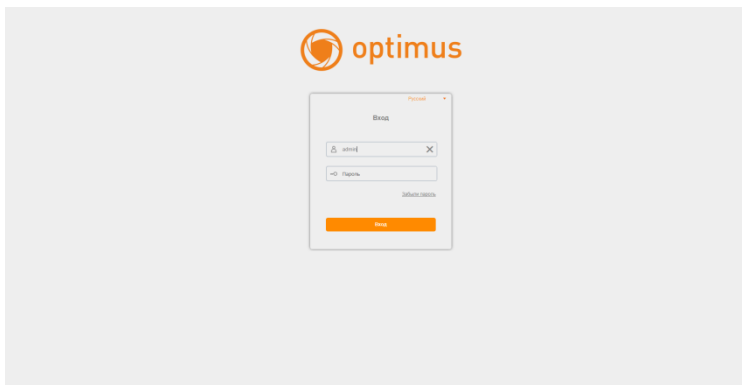 optimus
Русский
Вход
admin
Пароль
Забыли пароль
Вход